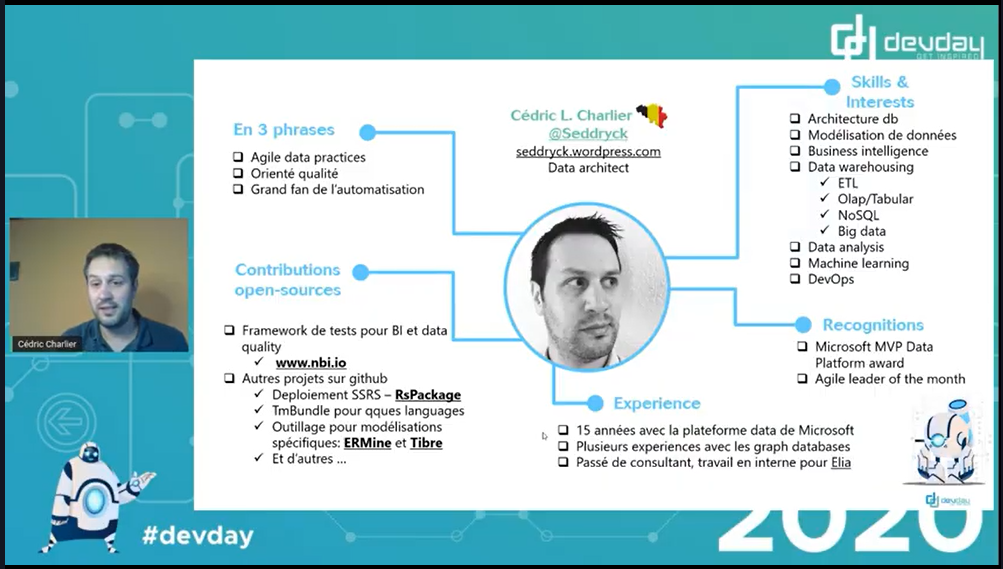 devday
GET INSPIRED
En 3 phrases
Agile data practices
Orienté qualité
Grand fan de l'automatisation
Cédric L. Charlier
@Seddryck
seddryck.wordpress.com
Data architect
Skills &
Interests
Architecture db
Modélisation de données
Business intelligence
Data warehousing
ETL
Olap/Tabular
NoSQL
Big data
Data analysis
Machine learning
DevOps
Contributions
open-sources
Framework de tests pour BI et data
quality
www.nbi.io
Autres projets sur github
Deploiement SSRS – RsPackage
TmBundle pour qques languages
Outillage pour modélisations
spécifiques: ERMine et Tibre
Et d'autres ...
Recognitions
Microsoft MVP Data
Platform award
Agile leader of the month
Experience
15 années avec la plateforme data de Microsoft
Plusieurs experiences avec les graph databases
Passé de consultant, travail en interne pour Elia
Cédric Charlier
devday
#devday
2020